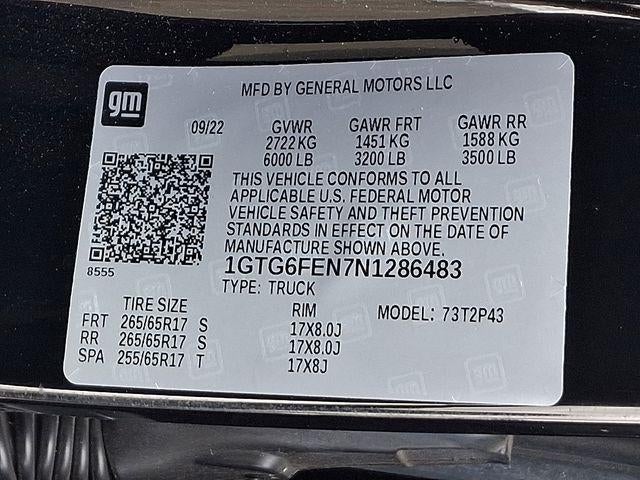 gm
MFD BY GENERAL MOTORS LLC
09/22 GVWR GAWR FRT GAWR RR
2722 KG 1451 KG 1588 KG
6000 LB 3200 LB 3500 LB
THIS VEHICLE CONFORMS TO ALL
APPLICABLE U.S. FEDERAL MOTOR
VEHICLE SAFETY AND THEFT PREVENTION
STANDARDS IN EFFECT ON THE DATE OF
MANUFACTURE SHOWN ABOVE.
8555
1GTG6FEN7N1286483
TYPE: TRUCK
TIRE SIZE RIM MODEL: 73T2P43
FRT 265/65R17 S 17X8.0J
RR 265/65R17 S 17X8.0J
SPA 255/65R17 T 17X8J